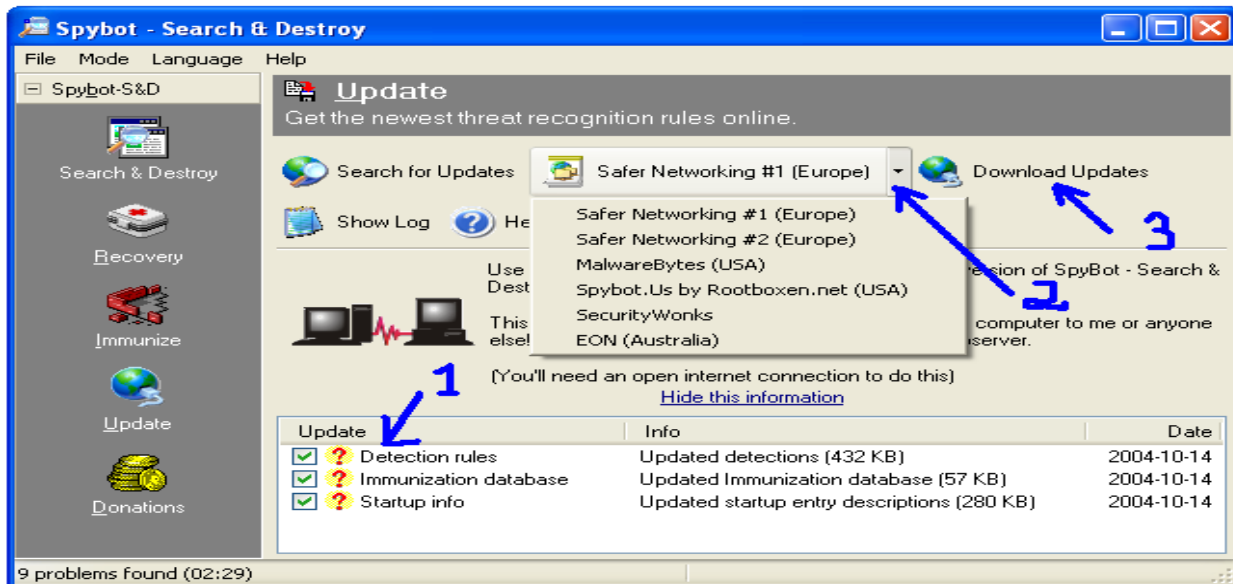 Spybot - Search & Destroy
File Mode Language Help
Spybot-S&D
Search & Destroy
Recovery
Immunize
Update
Donations
Update
Get the newest threat recognition rules online.
Search for Updates
Safer Networking #1 (Europe)
Download Updates
Show Log
He
Safer Networking #1 (Europe)
Safer Networking #2 (Europe)
MalwareBytes (USA)
Spybot.Us by Rootboxen.net (USA)
SecurityWonks
EON (Australia)
3
2
1
Use
Dest
of SpyBot - Search &
This
computer to me or anyone
else!
(You'll need an open internet connection to do this)
Hide this information
Update Info Date
Detection rules Updated detections (432 KB) 2004-10-14
Immunization database Updated Immunization database (57 KB) 2004-10-14
Startup info Updated startup entry descriptions (280 KB) 2004-10-14
9 problems found (02:29)